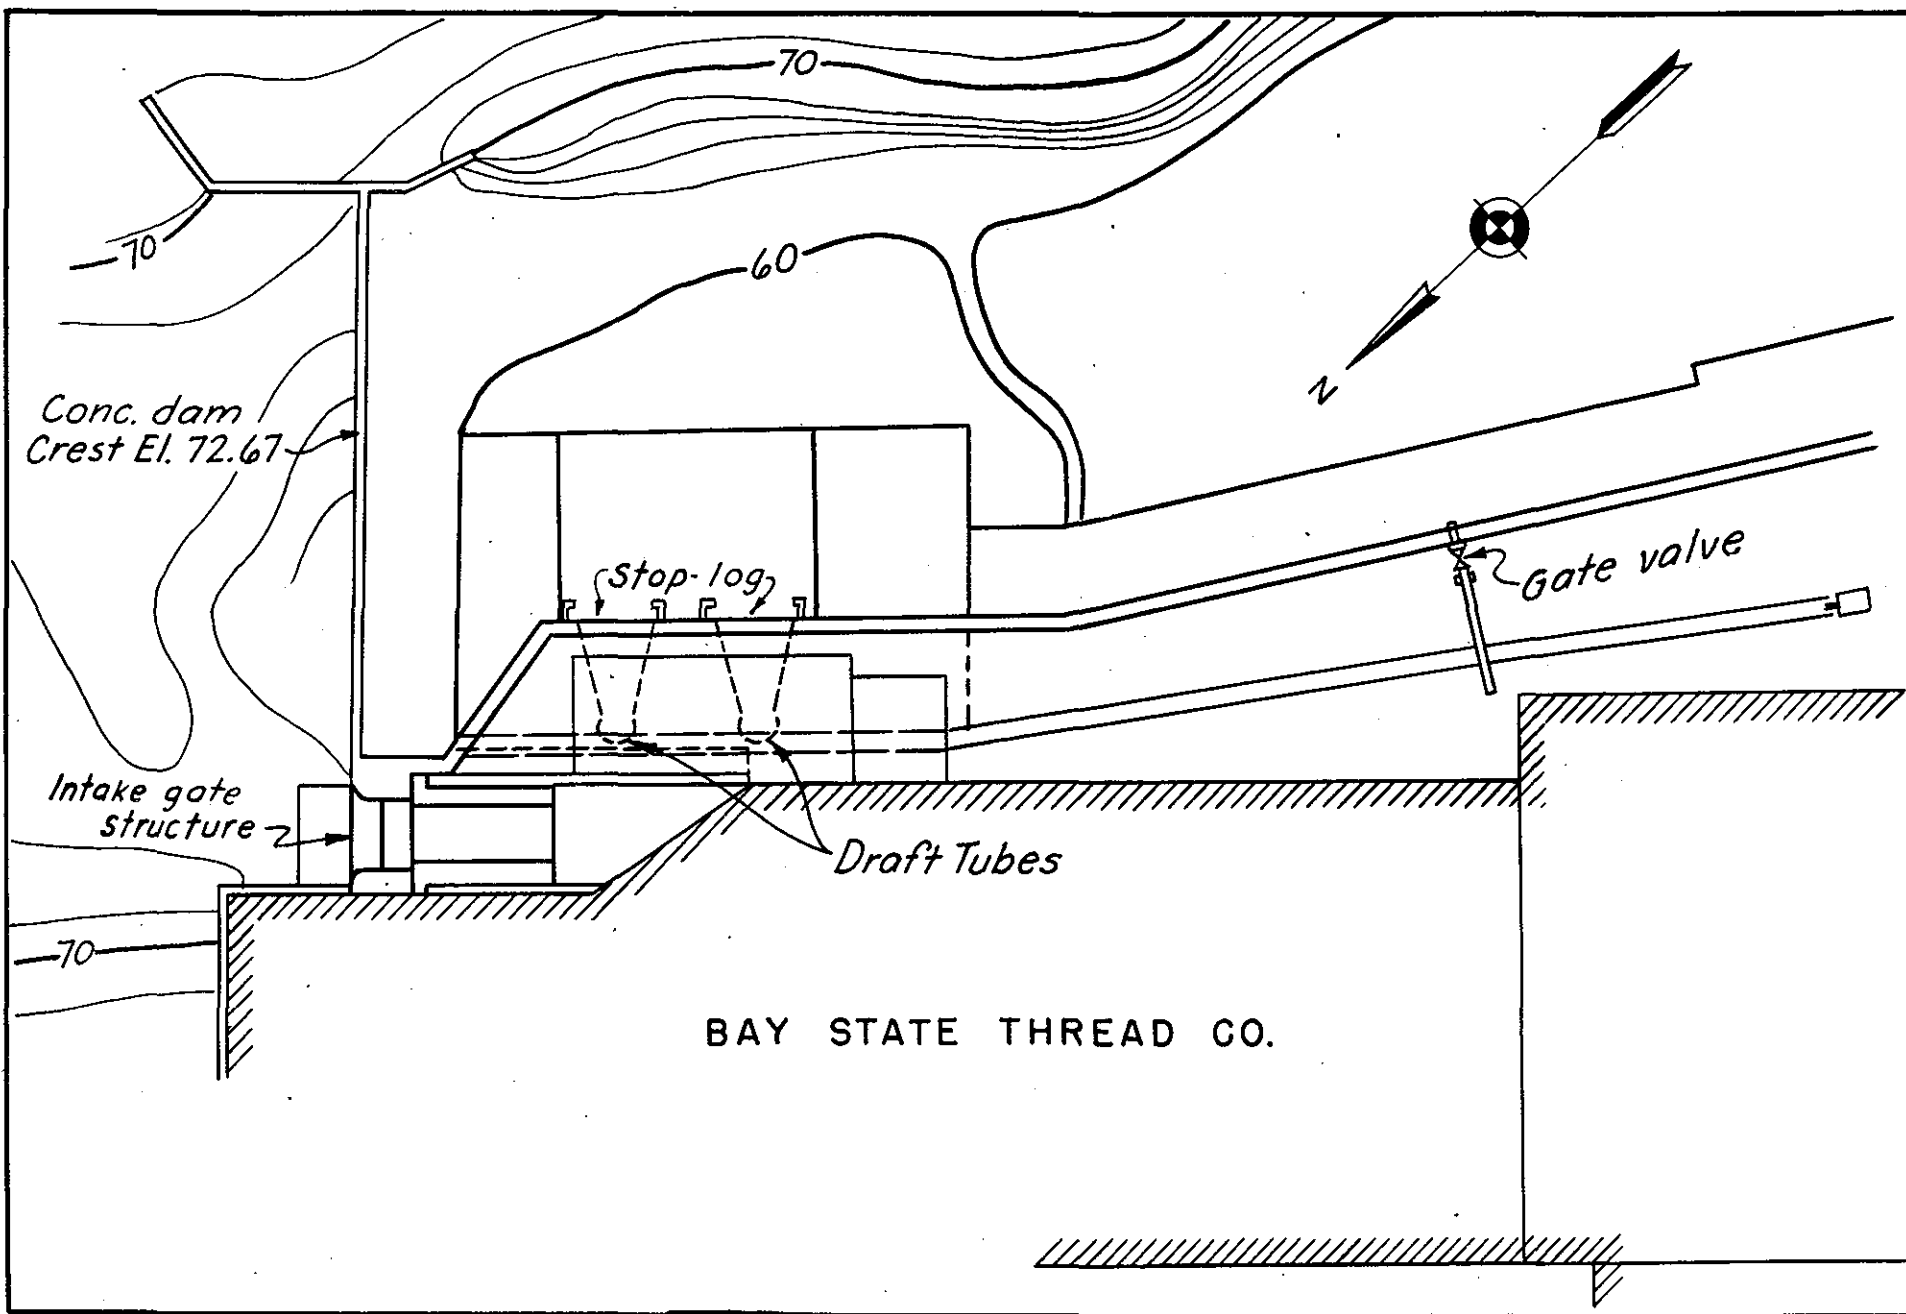 70
70
60
N
Conc. dam
Crest El. 72.67
Stop-log
Gate valve
Intake gate
structure
Draft Tubes
70
BAY STATE THREAD CO.